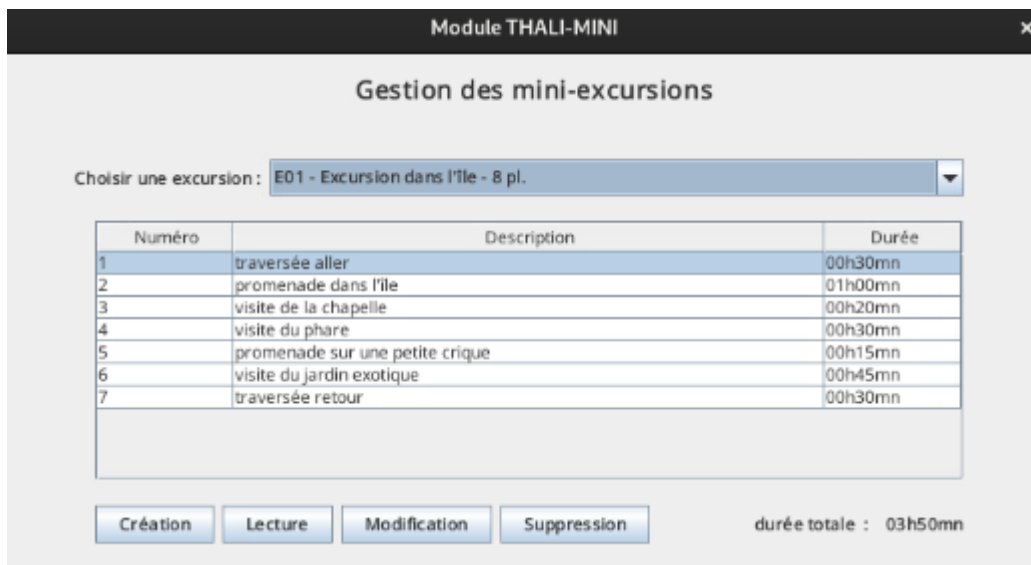 Module THALI-MINI ×
Gestion des mini-excursions
Choisir une excursion : E01 - Excursion dans l'île - 8 pl.
Numéro Description Durée
1 traversée aller 00h30mn
2 promenade dans l'île 01h00mn
3 visite de la chapelle 00h20mn
4 visite du phare 00h30mn
5 promenade sur une petite crique 00h15mn
6 visite du jardin exotique 00h45mn
7 traversée retour 00h30mn
Création Lecture Modification Suppression durée totale : 03h50mn